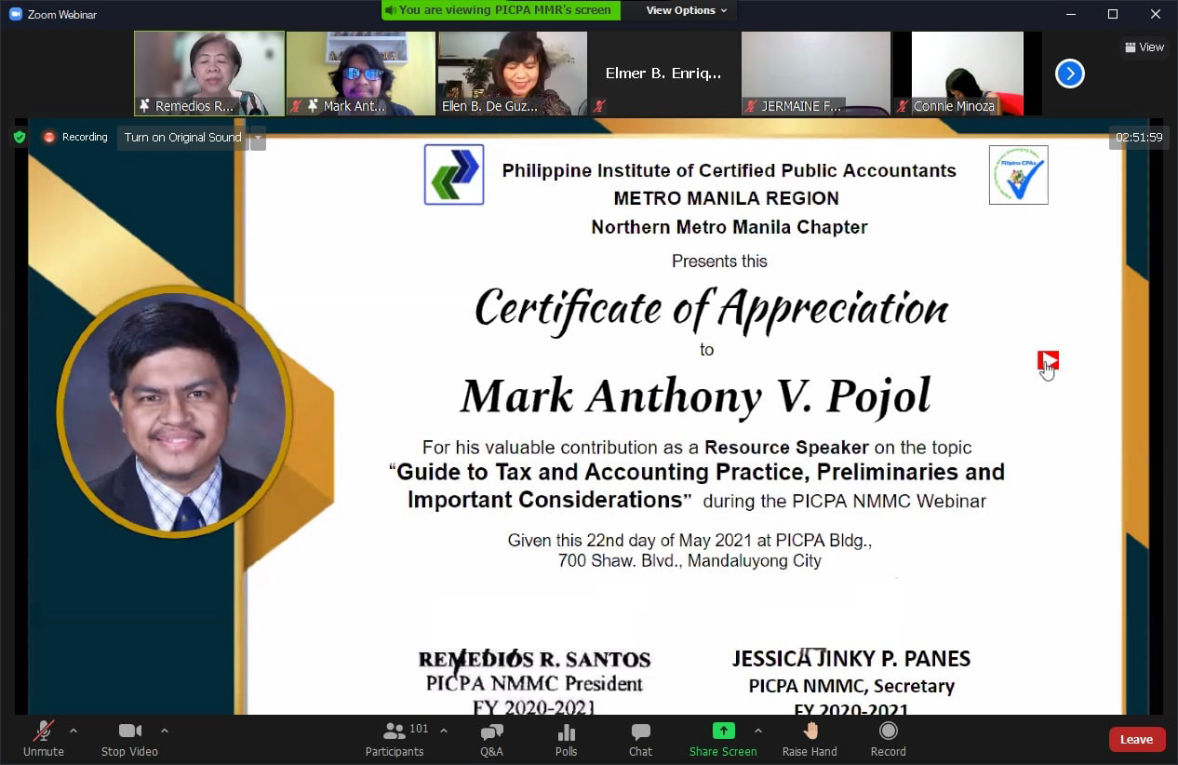 Zoom Webinar
You are viewing PICPA MMR's screen
View Options
Remedios R...
Mark Ant...
Ellen B. De Guz...
Elmer B. Enriq...
JERMAINE F...
Connie Minoza
View
Recording
Turn on Original Sound
02:51:59
Philippine Institute of Certified Public Accountants
METRO MANILA REGION
Northern Metro Manila Chapter
Filipino CPAs
Presents this
Certificate of Appreciation
to
Mark Anthony V. Pojol
For his valuable contribution as a Resource Speaker on the topic
“Guide to Tax and Accounting Practice, Preliminaries and
Important Considerations” during the PICPA NMMC Webinar
Given this 22nd day of May 2021 at PICPA Bldg.,
700 Shaw. Blvd., Mandaluyong City
REMEDIOS R. SANTOS
PICPA NMMC President
FY 2020-2021
JESSICA JINKY P. PANES
PICPA NMMC, Secretary
FY 2020-2021
Unmute
Stop Video
101
Participants
Q&A
Polls
Chat
Share Screen
Raise Hand
Record
Leave